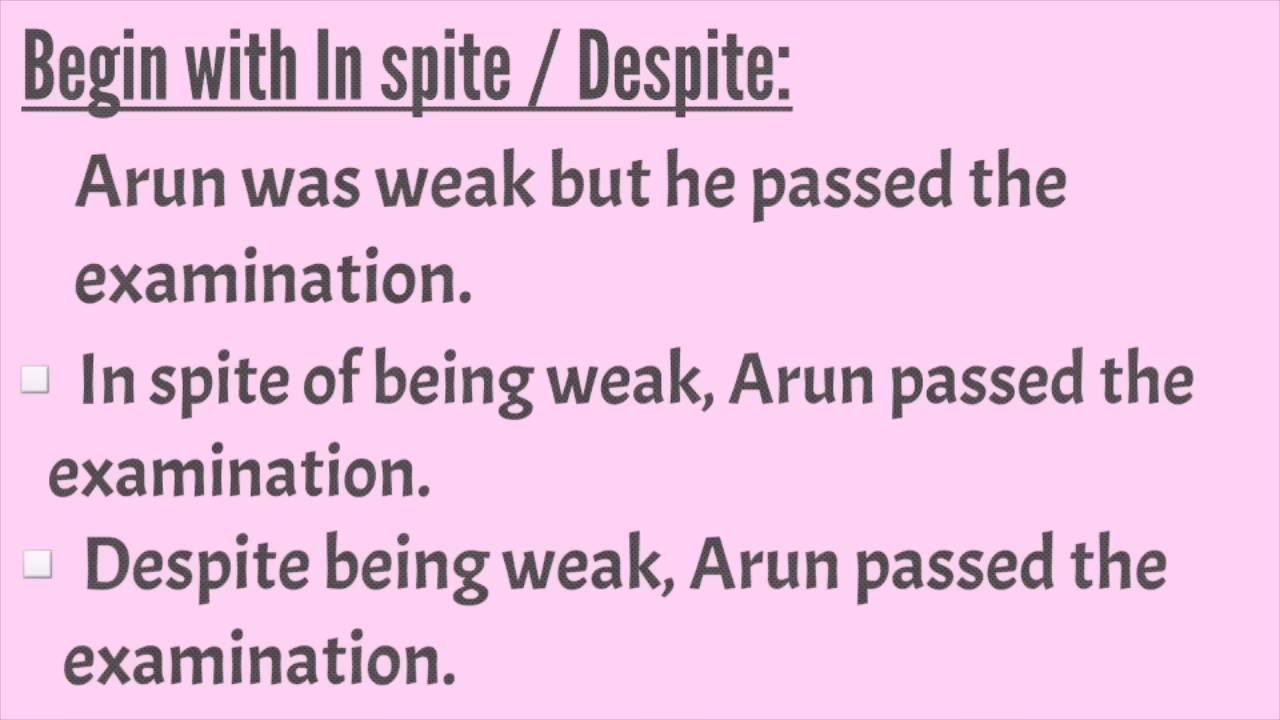 Begin with In spite / Despite:
Arun was weak but he passed the
examination.
In spite of being weak, Arun passed the
examination.
Despite being weak, Arun passed the
examination.